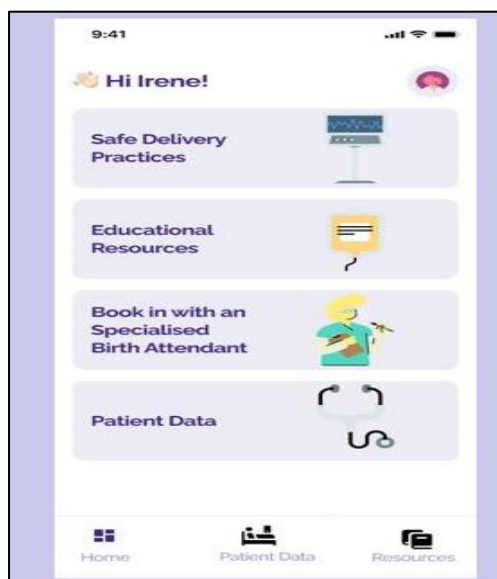 9:41
Hi Irene!
Safe Delivery
Practices
Educational
Resources
Book in with an
Specialised
Birth Attendant
Patient Data
Home
Patient Data
Resources